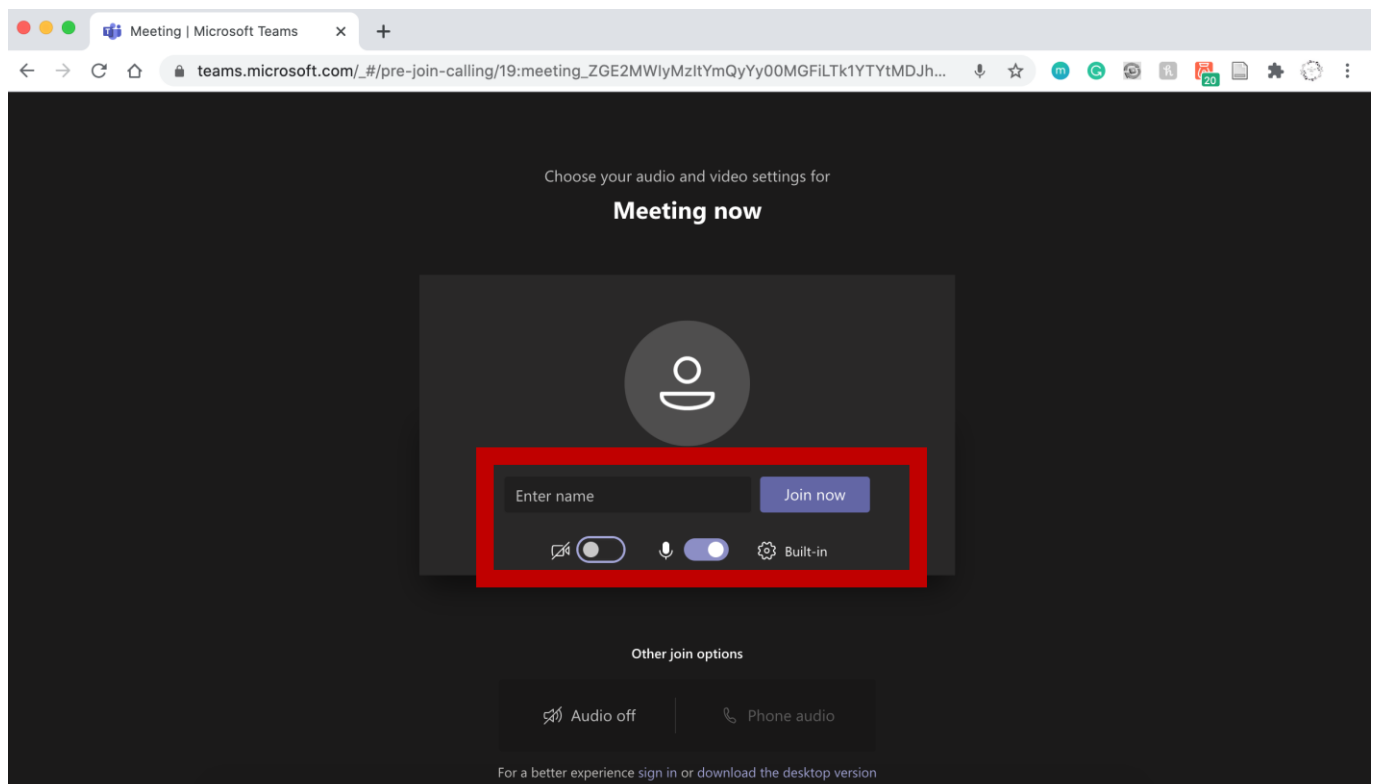 Meeting | Microsoft Teams
teams.microsoft.com/_#/pre-join-calling/19:meeting_ZGE2MWIyMzItYmQyYy00MGFiLTk1YTYtMDJh...
20
Choose your audio and video settings for
Meeting now
Enter name
Join now
Built-in
Other join options
Audio off
Phone audio
For a better experience sign in or download the desktop version